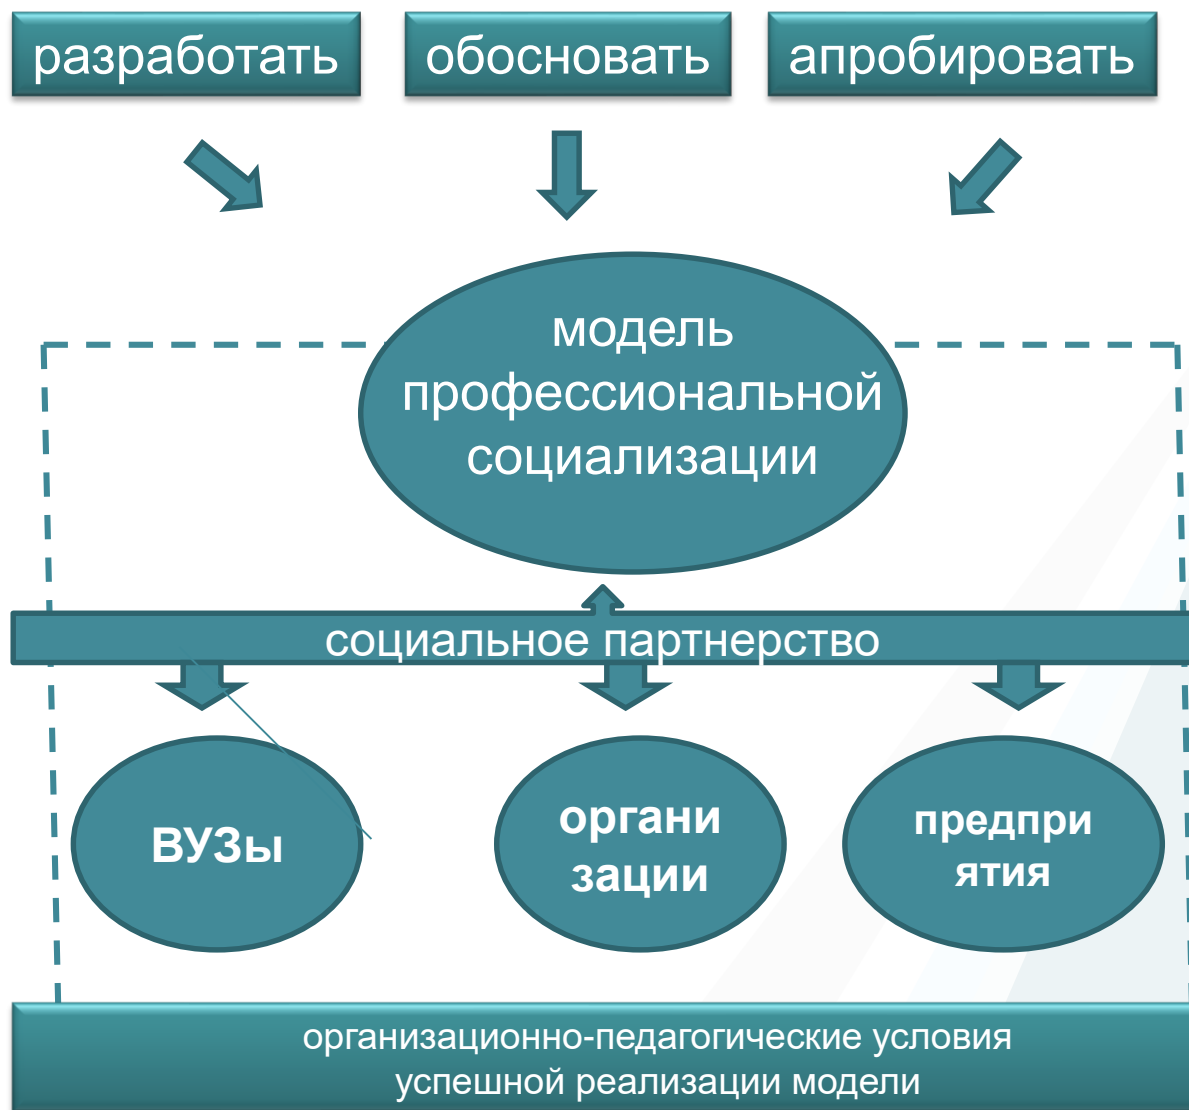 разработать
обосновать
апробировать
модель
профессиональной
социализации
социальное партнерство
ВУЗы
органи
зации
предпри
ятия
организационно-педагогические условия
успешной реализации модели